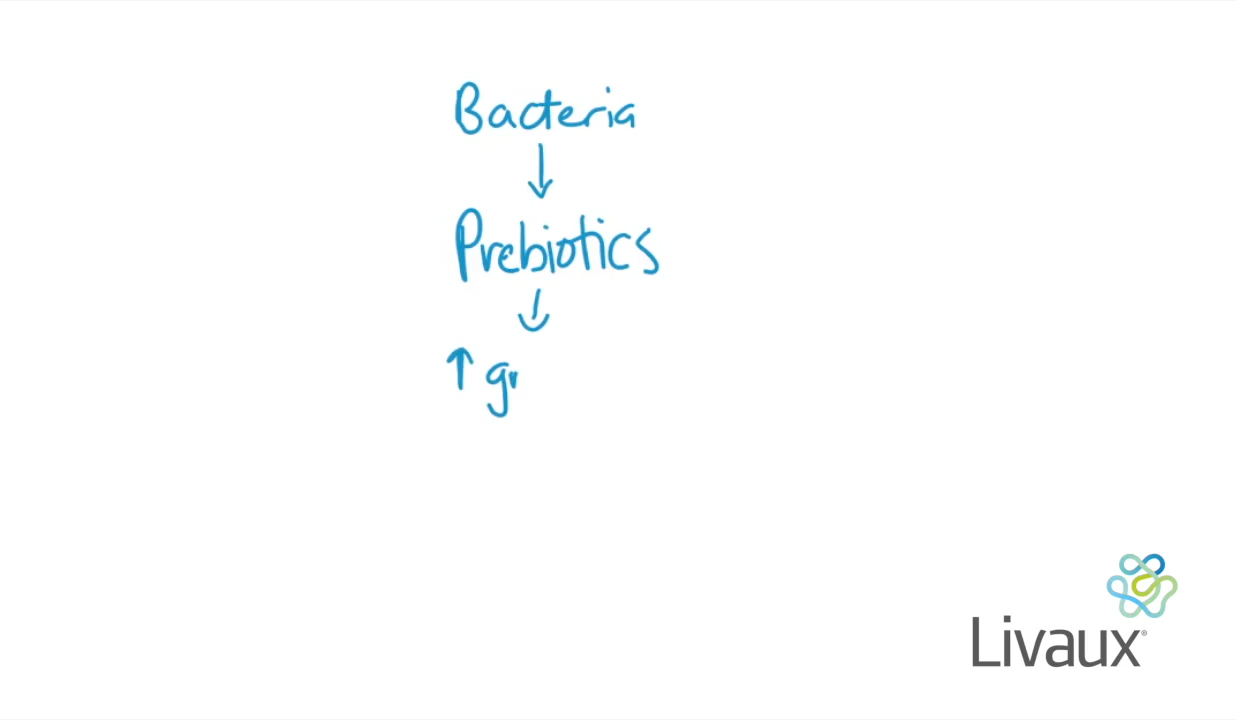 Bacteria
↓
Prebiotics
↓
↑ gr
Livaux®